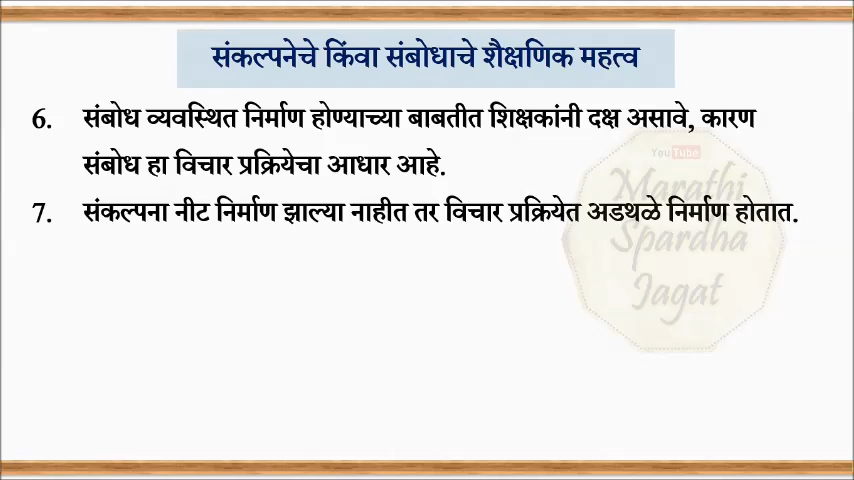 संकल्पनेचे किंवा संबोधाचे शैक्षणिक महत्व
6. संबोध व्यवस्थित निर्माण होण्याच्या बाबतीत शिक्षकांनी दक्ष असावे, कारण
संबोध हा विचार प्रक्रियेचा आधार आहे.
7. संकल्पना नीट निर्माण झाल्या नाहीत तर विचार प्रक्रियेत अडथळे निर्माण होतात.
YouTube
Marathi
Spardha
Jagat